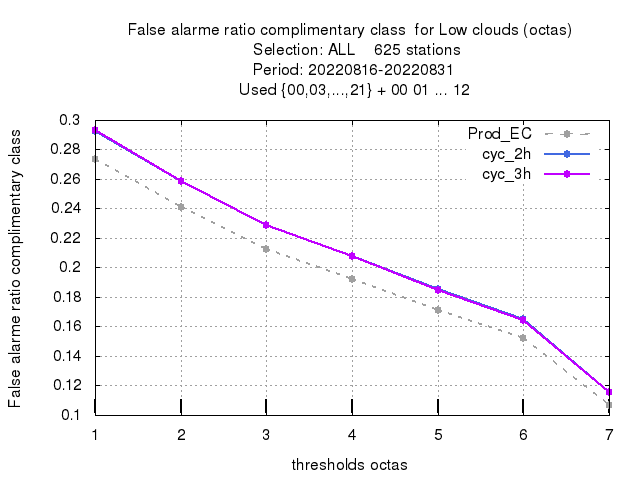 False alarme ratio complimentary class  for Low clouds (octas)
Selection: ALL    625 stations
Period: 20220816-20220831
Used {00,03,...,21} + 00 01 ... 12
False alarme ratio complimentary class
0.3
0.28
0.26
0.24
0.22
0.2
0.18
0.16
0.14
0.12
0.1
Prod_EC
cyc_2h
cyc_3h
1 2 3 4 5 6 7
thresholds octas